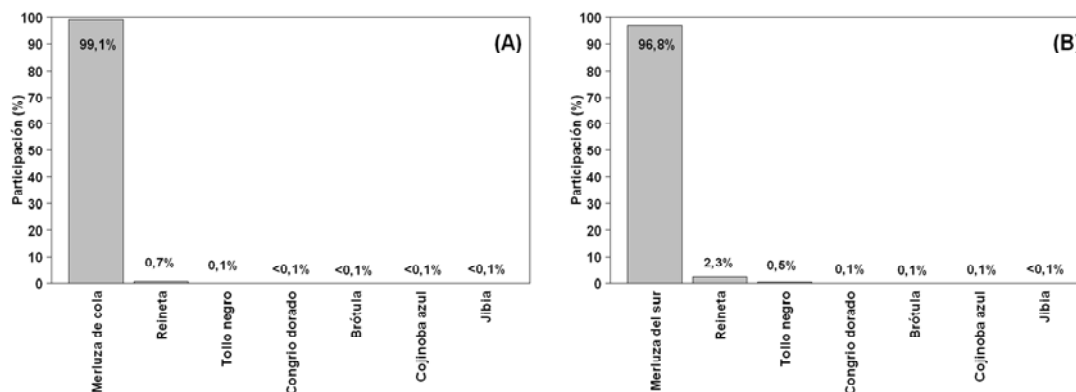 100
90
80
70
60
50
40
30
20
10
0
Participación (%)
(A)
99,1%
0,7%
0,1%
<0,1%
<0,1%
<0,1%
<0,1%
Merluza de cola
Reineta
Tollo negro
Congrio dorado
Brótula
Cojinoba azul
Jibia
100
90
80
70
60
50
40
30
20
10
0
Participación (%)
(B)
96,8%
2,3%
0,1%
0,1%
0,1%
<0,1%
Merluza del sur
Reineta
Tollo negro
Congrio dorado
Brótula
Cojinoba azul
Jibia